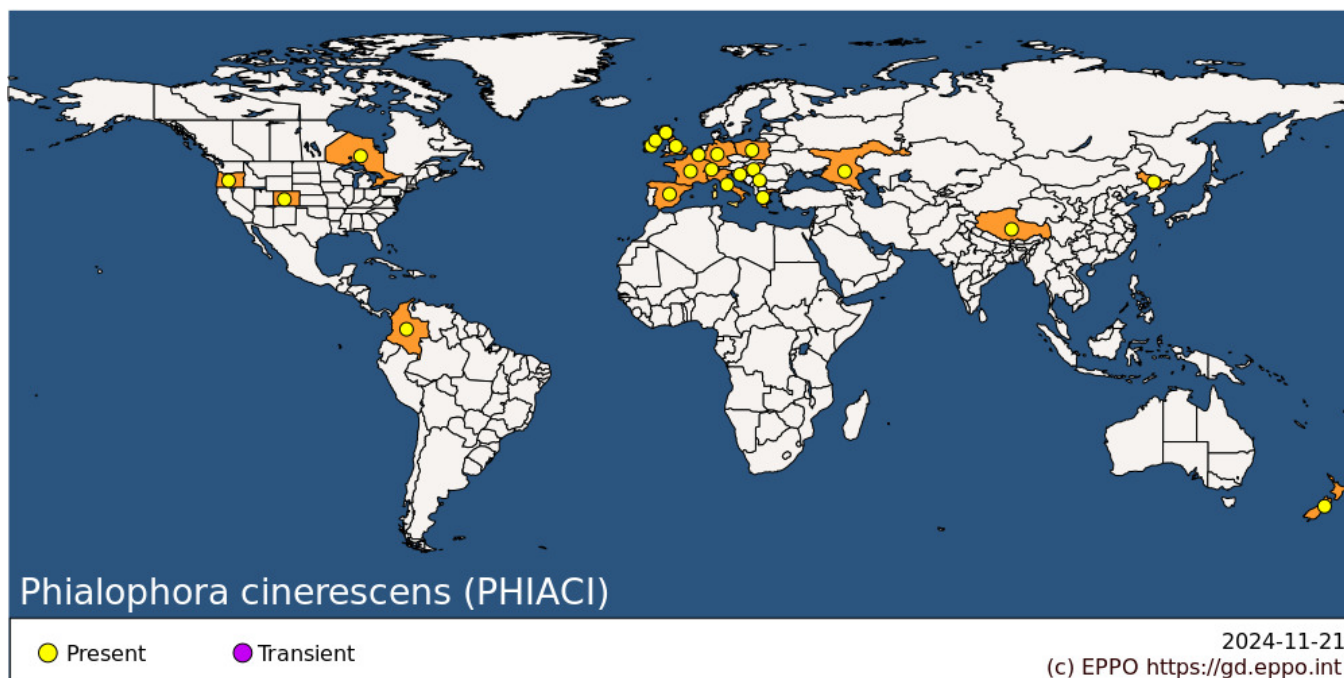 Phialophora cinerescens (PHIACI)
Present
Transient
2024-11-21
(c) EPPO https://gd.eppo.int